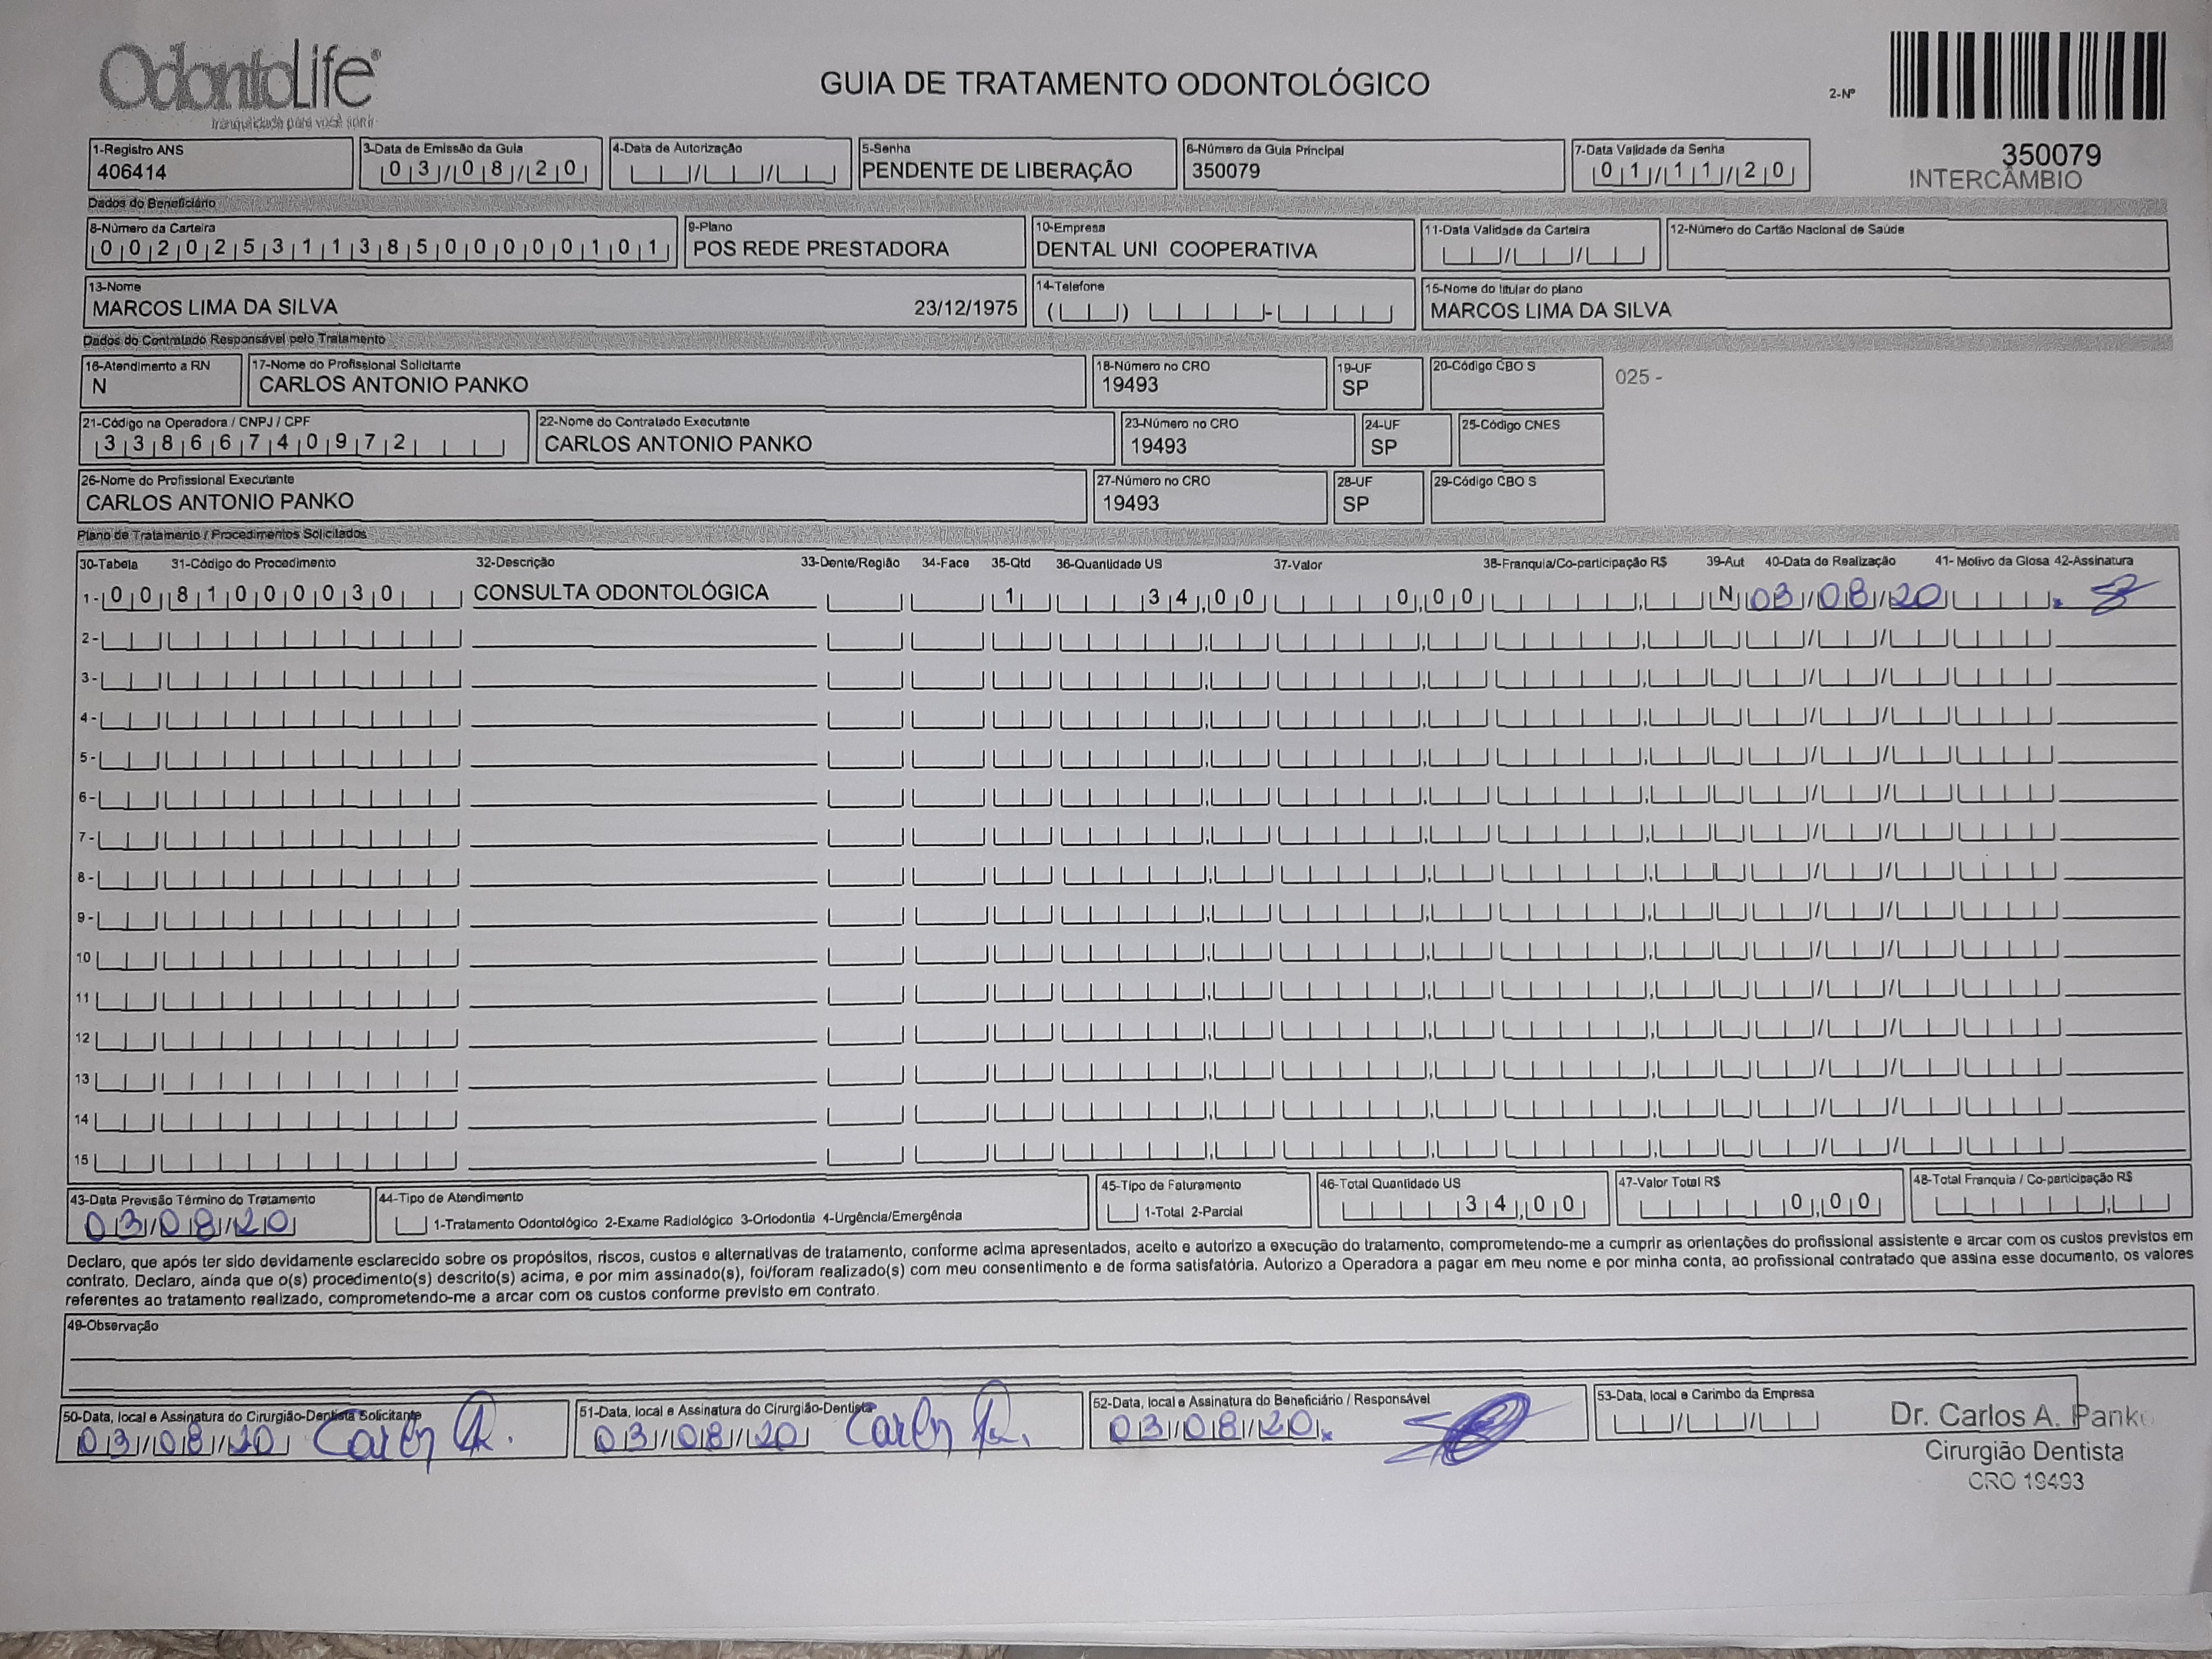 OdontoLife®
tranquilidade para você sorrir
GUIA DE TRATAMENTO ODONTOLÓGICO
2-Nº
350079
INTERCÂMBIO
1-Registro ANS
406414
3-Data de Emissão da Guia
03/08/20
4-Data de Autorização
5-Senha
PENDENTE DE LIBERAÇÃO
6-Número da Guia Principal
350079
7-Data Validade da Senha
01/11/20
Dados do Beneficiário
8-Número da Carteira
00202531138500000101
9-Plano
POS REDE PRESTADORA
10-Empresa
DENTAL UNI COOPERATIVA
11-Data Validade da Carteira
12-Número do Cartão Nacional de Saúde
13-Nome
MARCOS LIMA DA SILVA 23/12/1975
14-Telefone
15-Nome do titular do plano
MARCOS LIMA DA SILVA
Dados do Contratado Responsável pelo Tratamento
16-Atendimento a RN
N
17-Nome do Profissional Solicitante
CARLOS ANTONIO PANKO
18-Número no CRO
19493
19-UF
SP
20-Código CBO S
025 -
21-Código na Operadora / CNPJ / CPF
33866740972
22-Nome do Contratado Executante
CARLOS ANTONIO PANKO
23-Número no CRO
19493
24-UF
SP
25-Código CNES
26-Nome do Profissional Executante
CARLOS ANTONIO PANKO
27-Número no CRO
19493
28-UF
SP
29-Código CBO S
Plano de Tratamento / Procedimentos Solicitados
30-Tabela 31-Código do Procedimento 32-Descrição 33-Dente/Região 34-Face 35-Qtd 36-Quantidade US 37-Valor 38-Franquia/Co-participação R$ 39-Aut 40-Data de Realização 41- Motivo da Glosa 42-Assinatura
1- 00 81000030 CONSULTA ODONTOLÓGICA 1 34,00 0,00 N 03/08/20
2-
3-
4-
5-
6-
7-
8-
9-
10
11
12
13
14
15
43-Data Previsão Término do Tratamento
03/08/20
44-Tipo de Atendimento
1-Tratamento Odontológico 2-Exame Radiológico 3-Ortodontia 4-Urgência/Emergência
45-Tipo de Faturamento
1-Total 2-Parcial
46-Total Quantidade US
34,00
47-Valor Total R$
0,00
48-Total Franquia / Co-participação R$
Declaro, que após ter sido devidamente esclarecido sobre os propósitos, riscos, custos e alternativas de tratamento, conforme acima apresentados, aceito e autorizo a execução do tratamento, comprometendo-me a cumprir as orientações do profissional assistente e arcar com os custos previstos em
contrato. Declaro, ainda que o(s) procedimento(s) descrito(s) acima, e por mim assinado(s), foi/foram realizado(s) com meu consentimento e de forma satisfatória. Autorizo a Operadora a pagar em meu nome e por minha conta, ao profissional contratado que assina esse documento, os valores
referentes ao tratamento realizado, comprometendo-me a arcar com os custos conforme previsto em contrato.
49-Observação
50-Data, local e Assinatura do Cirurgião-Dentista Solicitante
03/08/20
51-Data, local e Assinatura do Cirurgião-Dentista
03/08/20
52-Data, local e Assinatura do Beneficiário / Responsável
03/08/20
53-Data, local e Carimbo da Empresa
Dr. Carlos A. Panko
Cirurgião Dentista
CRO 19493